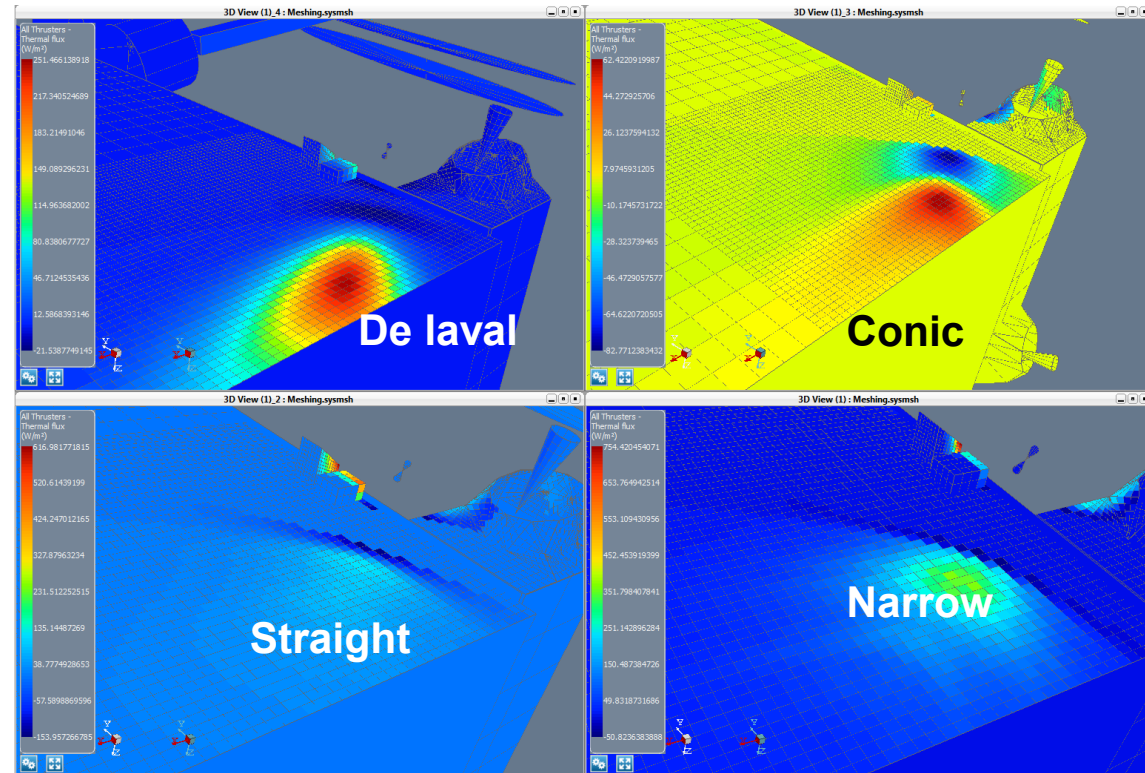 3D View (1)_4 : Meshing.sysmsh
All Thrusters -
Thermal flux
(W/m²)
251.466138918
217.340524689
183.21491046
149.089296231
114.963682002
80.8380677727
46.7124535436
12.5868393146
-21.5387749145
De laval
3D View (1)_3 : Meshing.sysmsh
All Thrusters -
Thermal flux
(W/m²)
62.4220919987
44.272925706
26.1237594132
7.9745931205
-10.1745731722
-28.323739465
-46.4729057577
-64.6220720505
-82.7712383432
Conic
3D View (1)_2 : Meshing.sysmsh
All Thrusters -
Thermal flux
(W/m²)
616.981771815
520.61439199
424.247012165
327.87963234
231.512252515
135.14487269
38.7774928653
-57.5898869596
-153.957266785
Straight
3D View (1) : Meshing.sysmsh
All Thrusters -
Thermal flux
(W/m²)
754.420454071
653.764942514
553.109430956
452.453919399
351.798407841
251.142896284
150.487384726
49.8318731686
-50.8236383888
Narrow